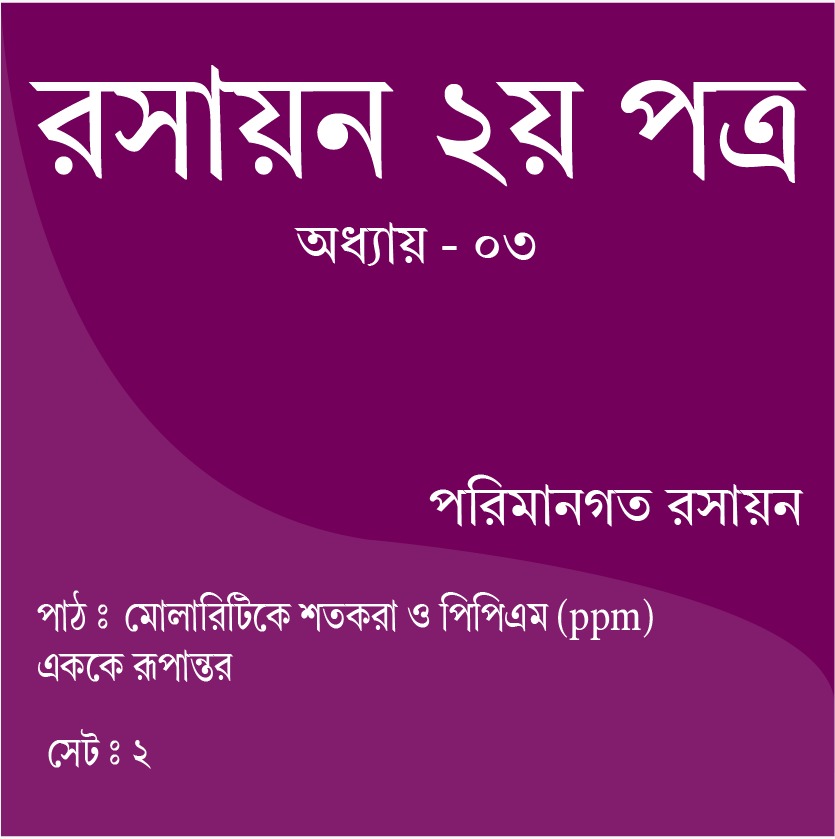 রসায়ন ২য় পত্র
অধ্যায় - ০৩
পরিমানগত রসায়ন
পাঠ ঃ মোলারিটিকে শতকরা ও পিপিএম (ppm)
এককে রূপান্তর
সেট ঃ ২